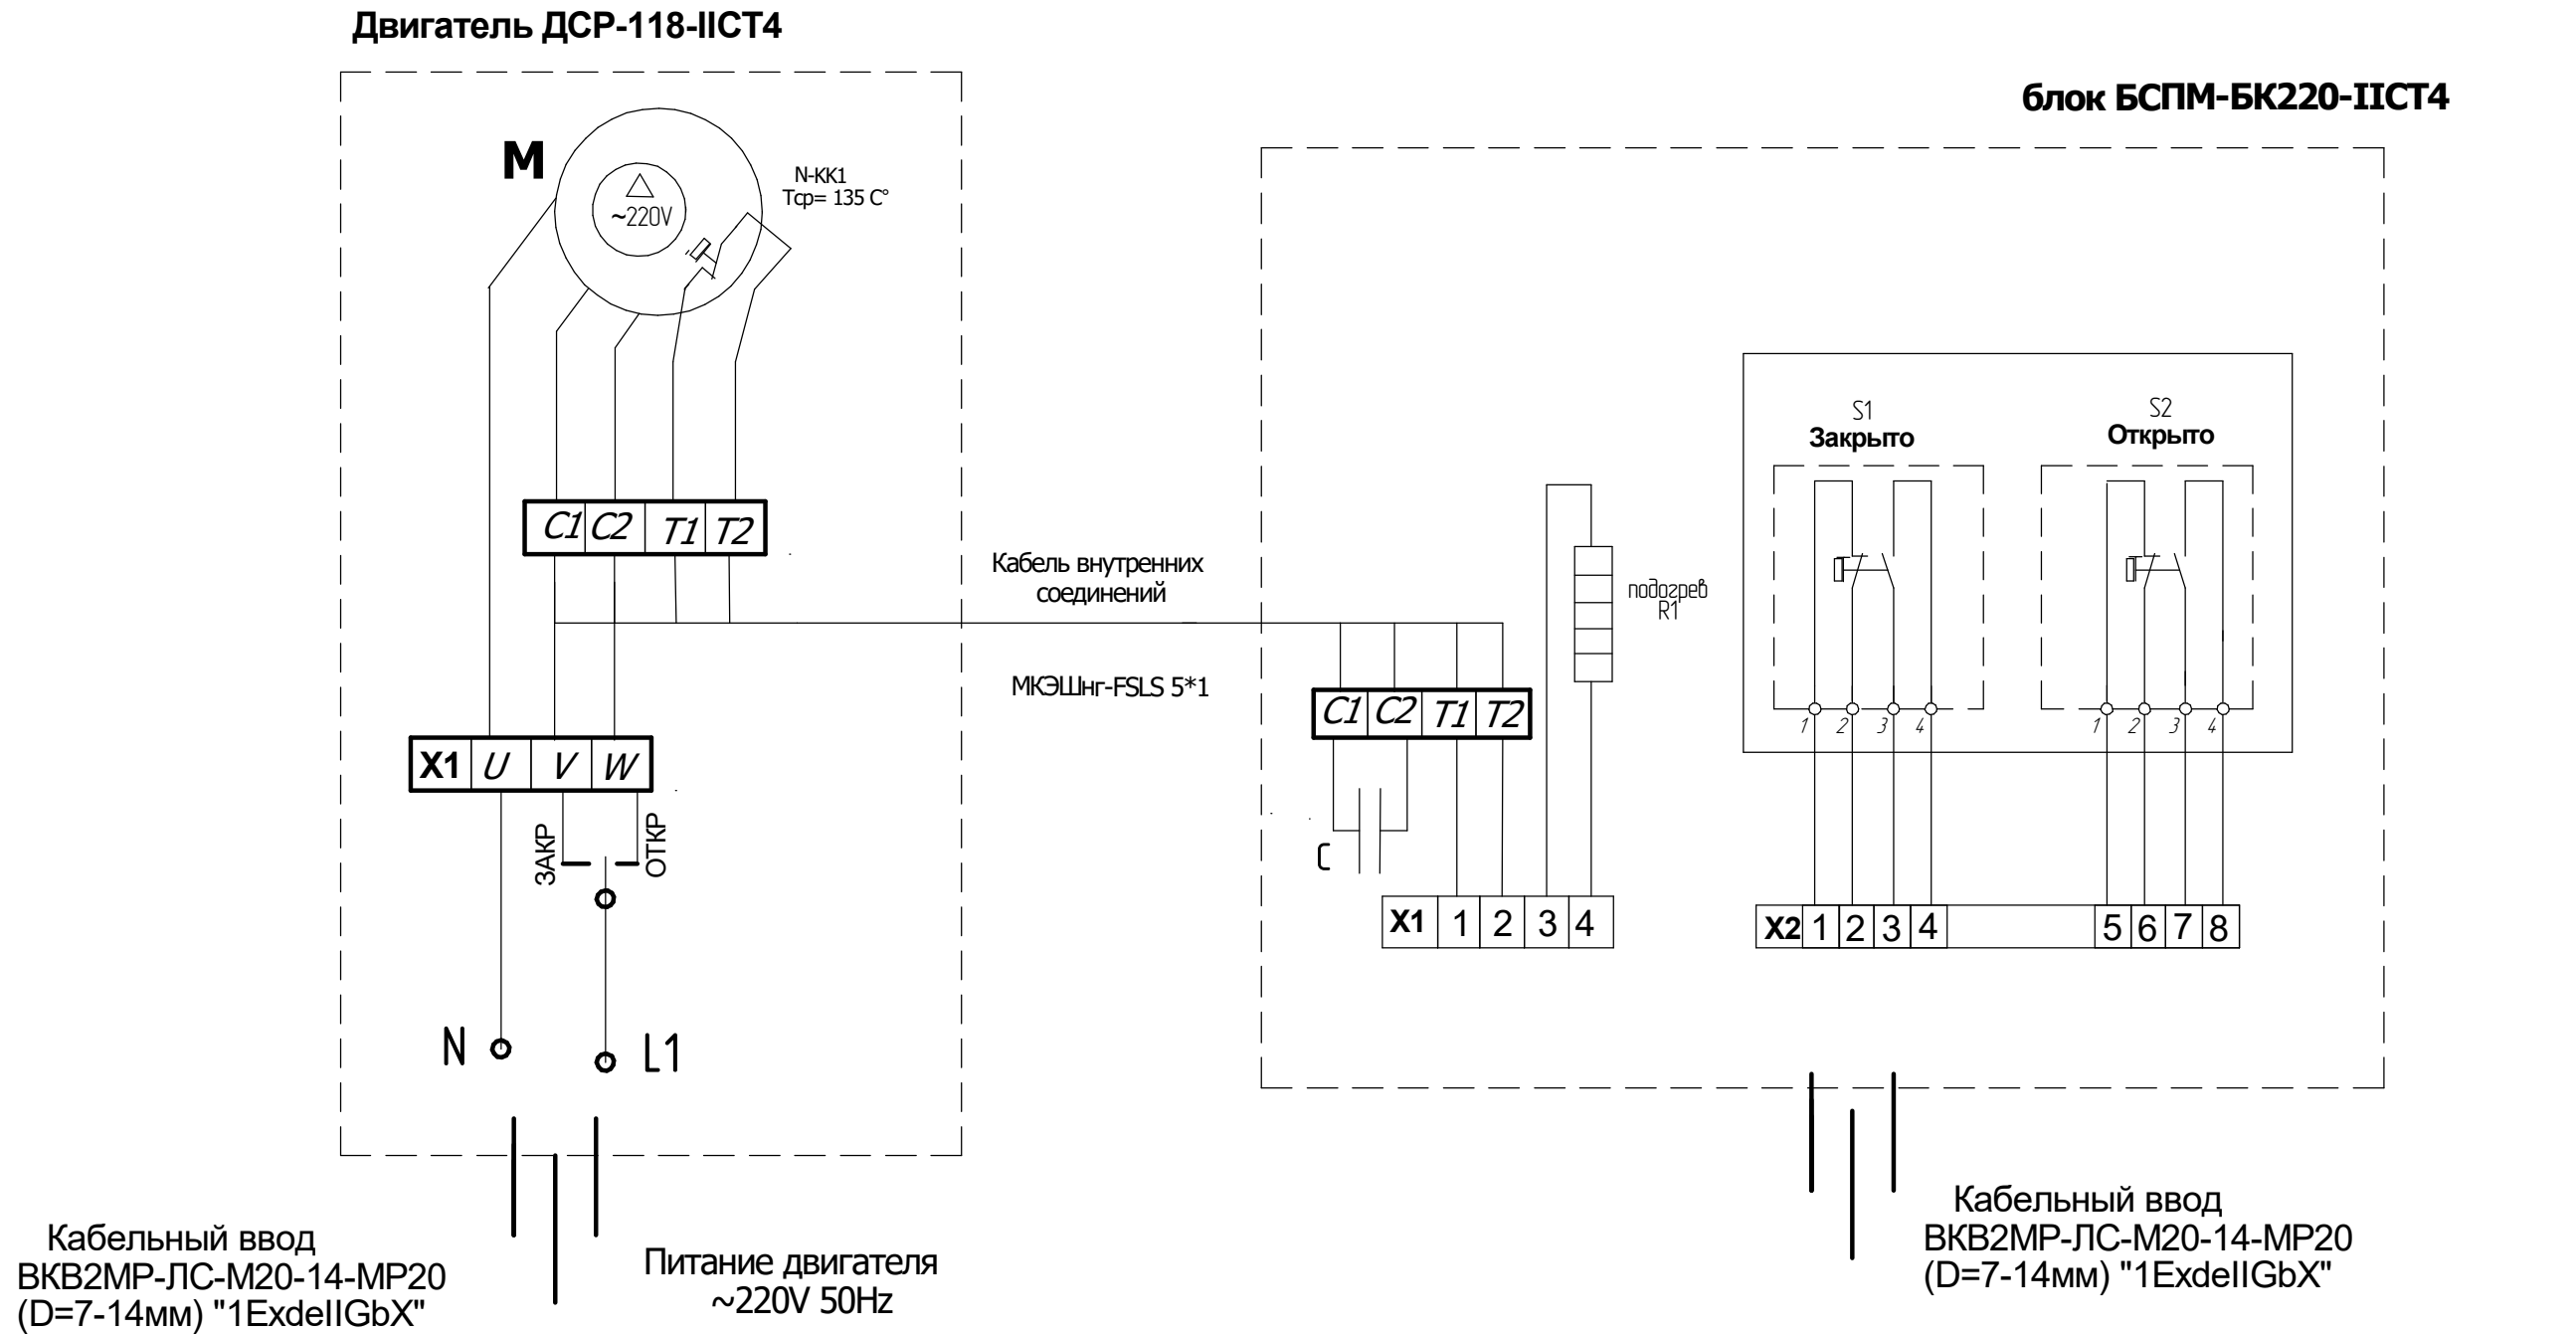 Двигатель ДСР-118-IICT4
блок БСПМ-БК220-IICT4
M
~220V
N-KK1
Тср= 135 С°
C1 C2 T1 T2
Кабель внутренних
соединений
МКЭШнг-FSLS 5*1
X1 U V W
ЗАКР
ОТКР
N
L1
Кабельный ввод
ВКВ2МР-ЛС-М20-14-МР20
(D=7-14мм) "1ExdeIIGbX"
Питание двигателя
~220V 50Hz
C1 C2 T1 T2
C
подогрев
R1
X1 1 2 3 4
S1
Закрыто
1 2 3 4
S2
Открыто
1 2 3 4
X2 1 2 3 4 5 6 7 8
Кабельный ввод
ВКВ2МР-ЛС-М20-14-МР20
(D=7-14мм) "1ExdeIIGbX"